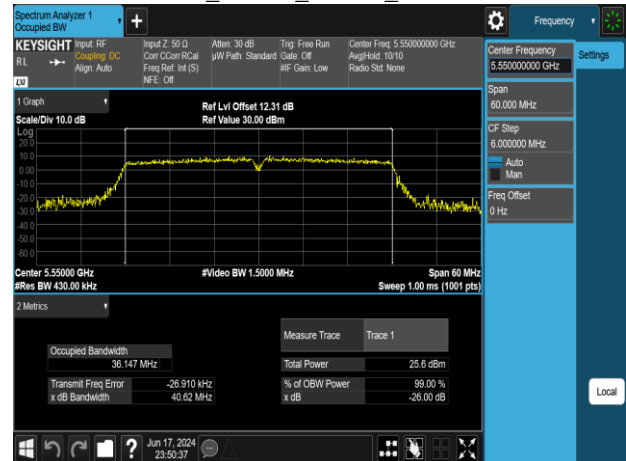 Spectrum Analyzer 1
Occupied BW
Frequency
KEYSIGHT
Input: RF
Coupling: DC
Align: Auto
Input Z: 50 Ω
Corr CCorr RCal
Freq Ref: Int (S)
NFE: Off
Atten: 30 dB
µW Path: Standard
Trig: Free Run
Gate: Off
#IF Gain: Low
Center Freq: 5.550000000 GHz
Avg|Hold: 10/10
Radio Std: None
R L
LXI
Center Frequency
5.550000000 GHz
Settings
Span
60.000 MHz
CF Step
6.000000 MHz
Auto
Man
Freq Offset
0 Hz
Local
1 Graph
Scale/Div 10.0 dB
Ref Lvl Offset 12.31 dB
Ref Value 30.00 dBm
Log
20.0
10.0
0.00
-10.0
-20.0
-30.0
-40.0
-50.0
-60.0
Center 5.55000 GHz
#Video BW 1.5000 MHz
Span 60 MHz
#Res BW 430.00 kHz
Sweep 1.00 ms (1001 pts)
2 Metrics
Measure Trace
Trace 1
Occupied Bandwidth
36.147 MHz
Total Power
25.6 dBm
Transmit Freq Error
-26.910 kHz
% of OBW Power
99.00 %
x dB Bandwidth
40.62 MHz
x dB
-26.00 dB
?
Jun 17, 2024
23:50:37